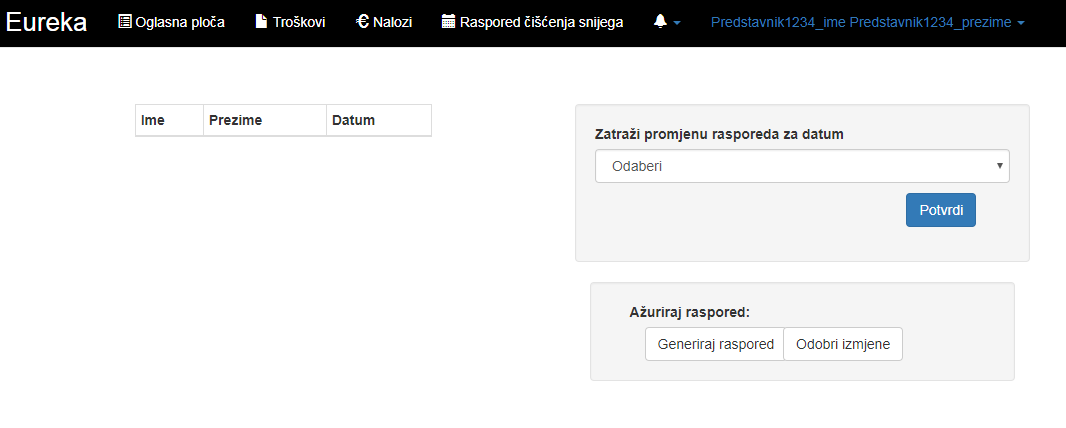 Eureka Oglasna ploča Troškovi Nalozi Raspored čišćenja snijega Predstavnik1234_ime Predstavnik1234_prezime
Ime Prezime Datum
Zatraži promjenu rasporeda za datum
Odaberi
Potvrdi
Ažuriraj raspored:
Generiraj raspored Odobri izmjene